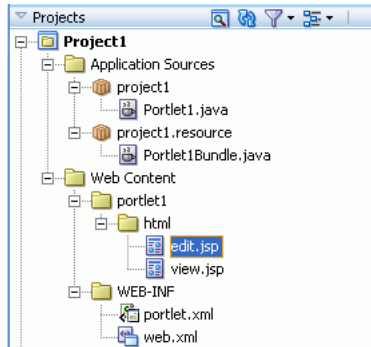 Projects
Project1
Application Sources
project1
Portlet1.java
project1.resource
Portlet1Bundle.java
Web Content
portlet1
html
edit.jsp
view.jsp
WEB-INF
portlet.xml
web.xml